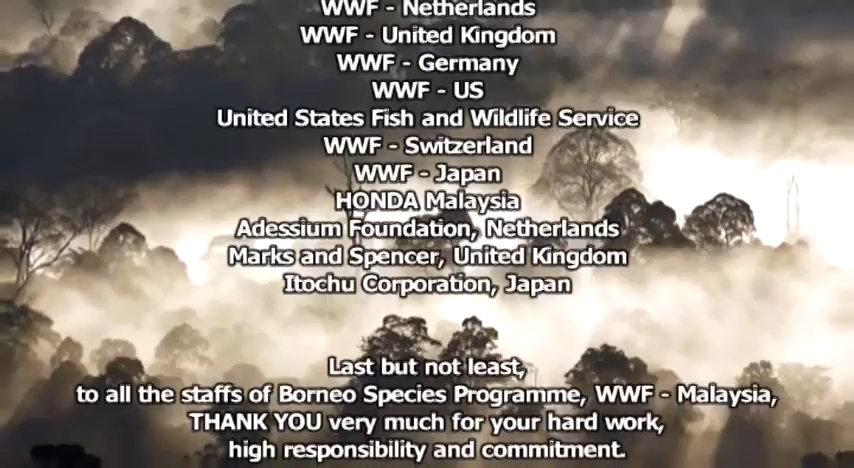 WWF - Netherlands
WWF - United Kingdom
WWF - Germany
WWF - US
United States Fish and Wildlife Service
WWF - Switzerland
WWF - Japan
HONDA Malaysia
Adessium Foundation, Netherlands
Marks and Spencer, United Kingdom
Itochu Corporation, Japan
Last but not least,
to all the staffs of Borneo Species Programme, WWF - Malaysia,
THANK YOU very much for your hard work,
high responsibility and commitment.